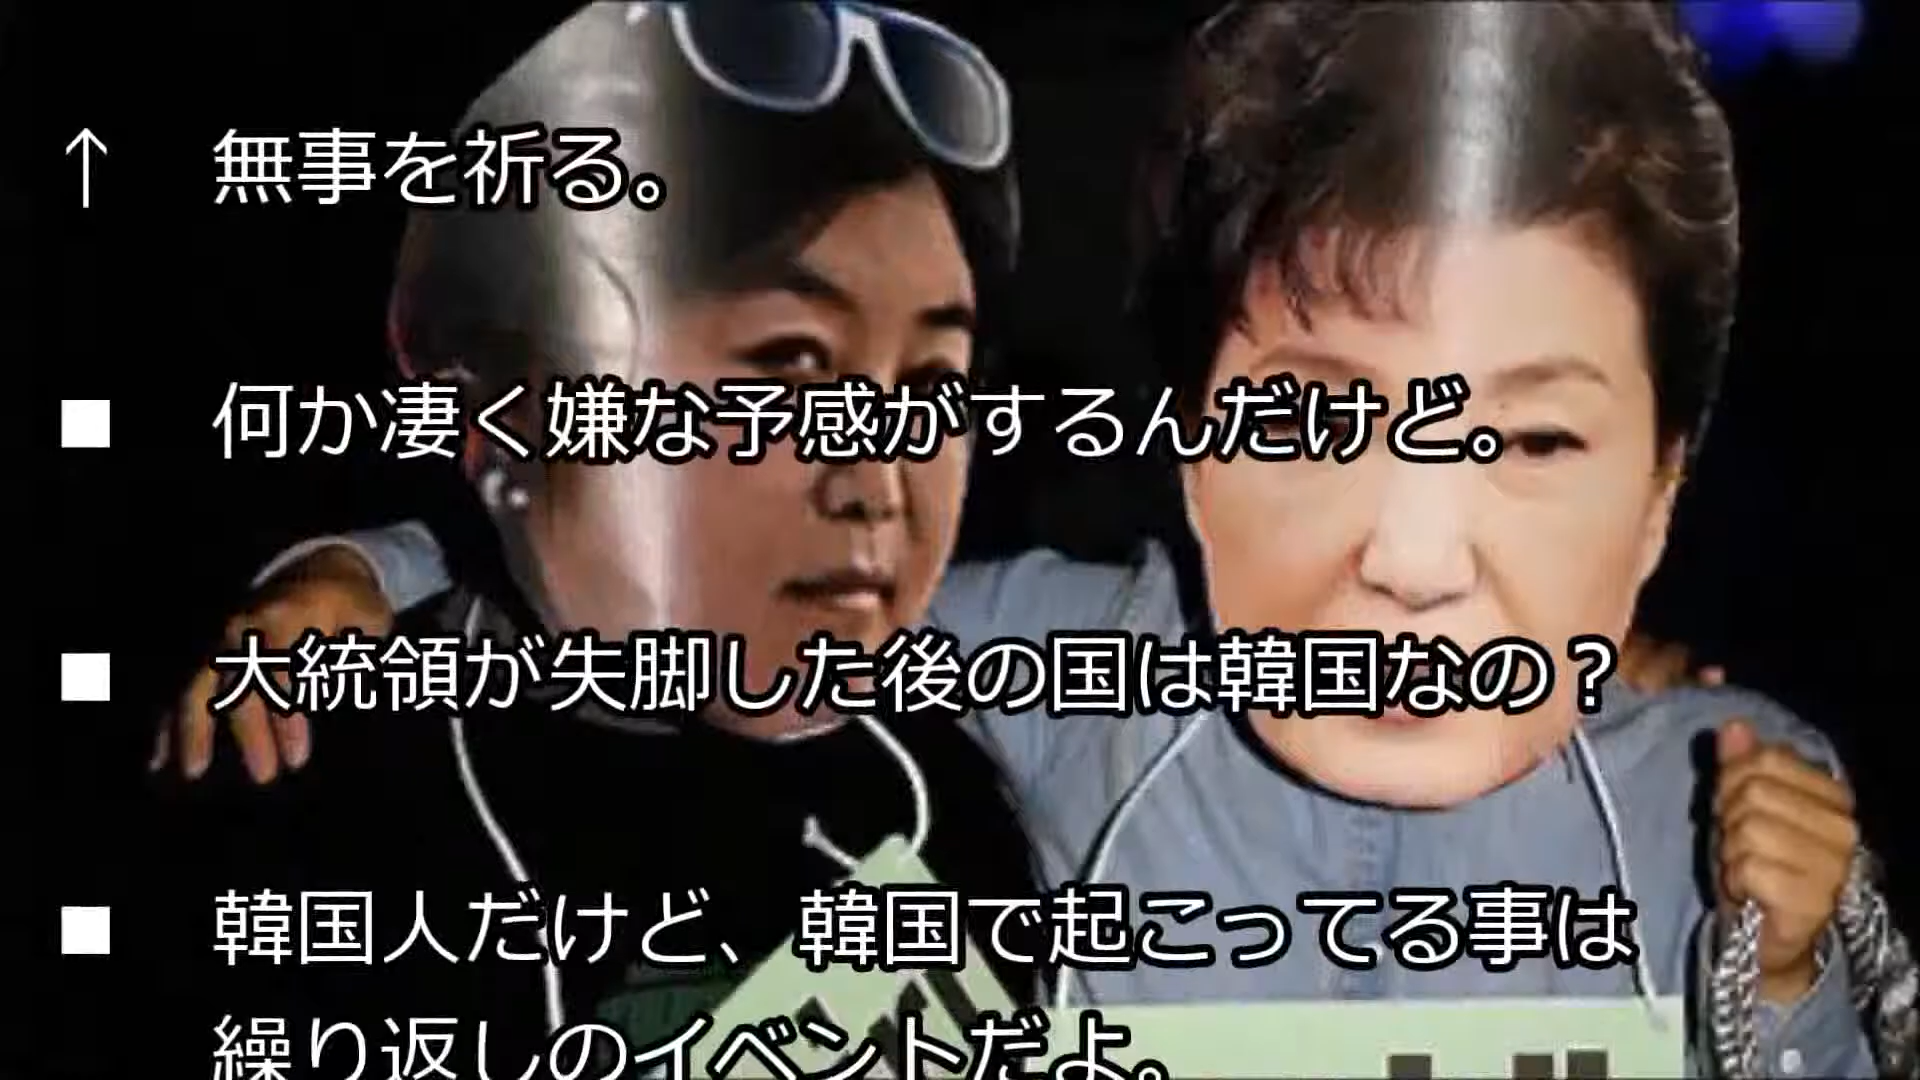 ↑ 無事を祈る。
■ 何か凄く嫌な予感がするんだけど。
■ 大統領が失脚した後の国は韓国なの？
■ 韓国人だけど、韓国で起こってる事は
繰り返しのイベントだよ。